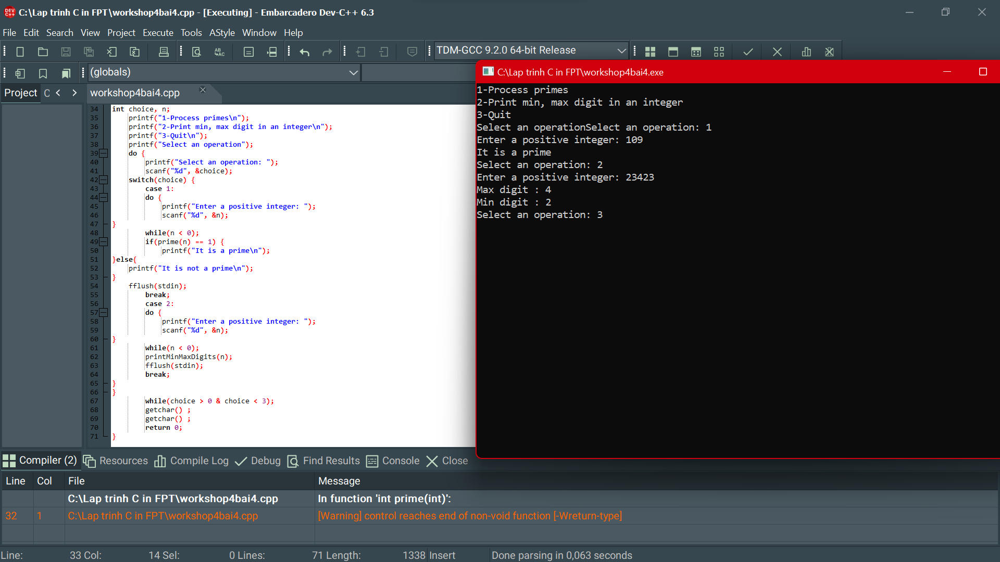 C:\Lap trinh C in FPT\workshop4bai4.cpp - [Executing] - Embarcadero Dev-C++ 6.3
File Edit Search View Project Execute Tools AStyle Window Help
TDM-GCC 9.2.0 64-bit Release
(globals)
Project C
workshop4bai4.cpp
34 int choice, n;
35 printf("1-Process primes\n");
36 printf("2-Print min, max digit in an integer\n");
37 printf("3-Quit\n");
38 printf("Select an operation");
39 do {
40 printf("Select an operation: ");
41 scanf("%d", &choice);
42 switch(choice) {
43 case 1:
44 do {
45 printf("Enter a positive integer: ");
46 scanf("%d", &n);
47 }
48 while(n < 0);
49 if(prime(n) == 1) {
50 printf("It is a prime\n");
51 }else{
52 printf("It is not a prime\n");
53 }
54 fflush(stdin);
55 break;
56 case 2:
57 do {
58 printf("Enter a positive integer: ");
59 scanf("%d", &n);
60 }
61 while(n < 0);
62 printMinMaxDigits(n);
63 fflush(stdin);
64 break;
65 }
66 }
67 while(choice > 0 & choice < 3);
68 getchar() ;
69 getchar() ;
70 return 0;
71 }
C:\Lap trinh C in FPT\workshop4bai4.exe
1-Process primes
2-Print min, max digit in an integer
3-Quit
Select an operationSelect an operation: 1
Enter a positive integer: 109
It is a prime
Select an operation: 2
Enter a positive integer: 23423
Max digit : 4
Min digit : 2
Select an operation: 3
Compiler (2) Resources Compile Log Debug Find Results Console Close
Line Col File Message
C:\Lap trinh C in FPT\workshop4bai4.cpp In function 'int prime(int)':
32 1 C:\Lap trinh C in FPT\workshop4bai4.cpp [Warning] control reaches end of non-void function [-Wreturn-type]
Line: 33 Col: 14 Sel: 0 Lines: 71 Length: 1338 Insert Done parsing in 0,063 seconds